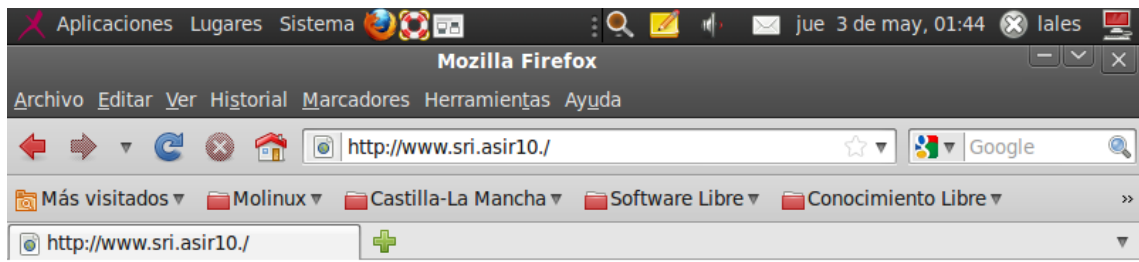 Aplicaciones Lugares Sistema jue 3 de may, 01:44 lales
Mozilla Firefox
Archivo Editar Ver Historial Marcadores Herramientas Ayuda
http://www.sri.asir10./ Google
Más visitados Molinux Castilla-La Mancha Software Libre Conocimiento Libre »
http://www.sri.asir10./